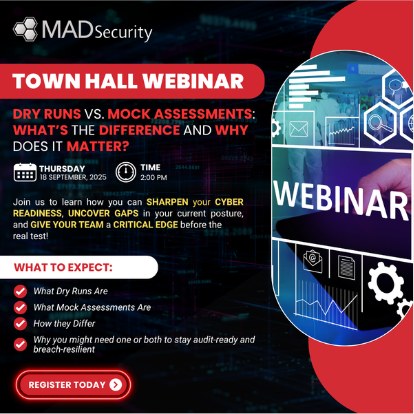 MAD Security
TOWN HALL WEBINAR
DRY RUNS VS. MOCK ASSESSMENTS:
WHAT'S THE DIFFERENCE AND WHY
DOES IT MATTER?
THURSDAY
18 SEPTEMBER, 2025
TIME
2:00 PM
Join us to learn how you can SHARPEN your CYBER
READINESS, UNCOVER GAPS in your current posture,
and GIVE YOUR TEAM a CRITICAL EDGE before the
real test!
WEBINAR
WHAT TO EXPECT:
What Dry Runs Are
What Mock Assessments Are
How they Differ
Why you might need one or both to stay audit-ready and
breach-resilient
REGISTER TODAY